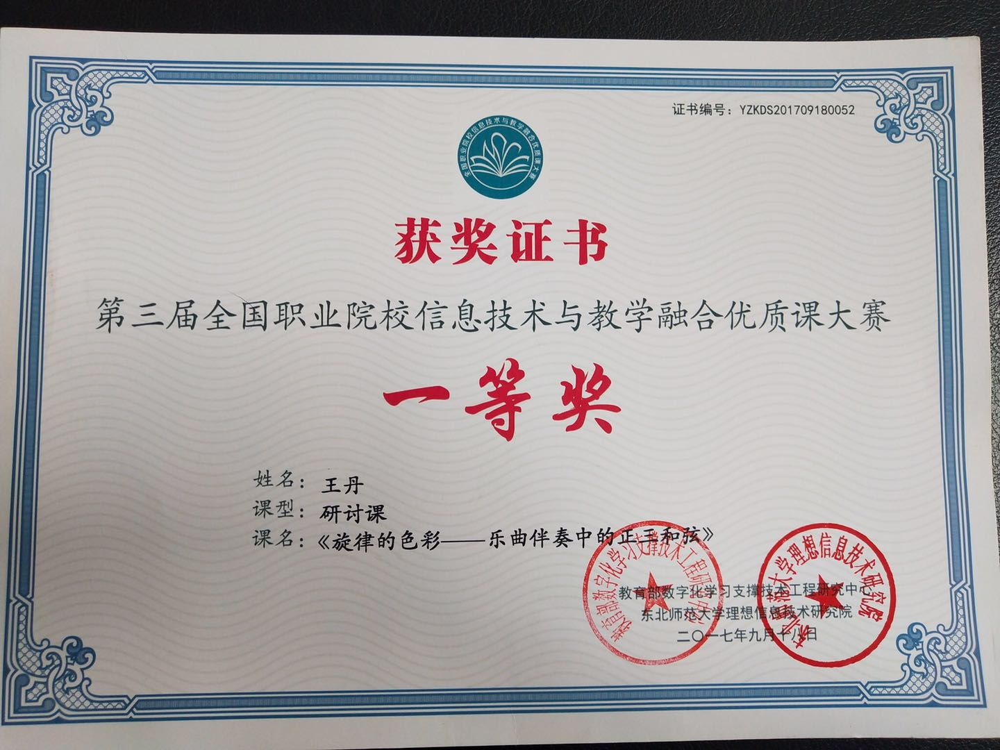 证书编号：YZKDS201709180052
全国职业院校信息技术与教学融合优质课大赛
获奖证书
第三届全国职业院校信息技术与教学融合优质课大赛
一等奖
姓名：王丹
课型：研讨课
课名：《旋律的色彩——乐曲伴奏中的正三和弦》
教育部数字化学习支撑技术工程研究中心
东北师范大学理想信息技术研究院
二〇一七年九月十八日
教育部数字化学习支撑技术工程研究中心
东北师范大学理想信息技术研究院